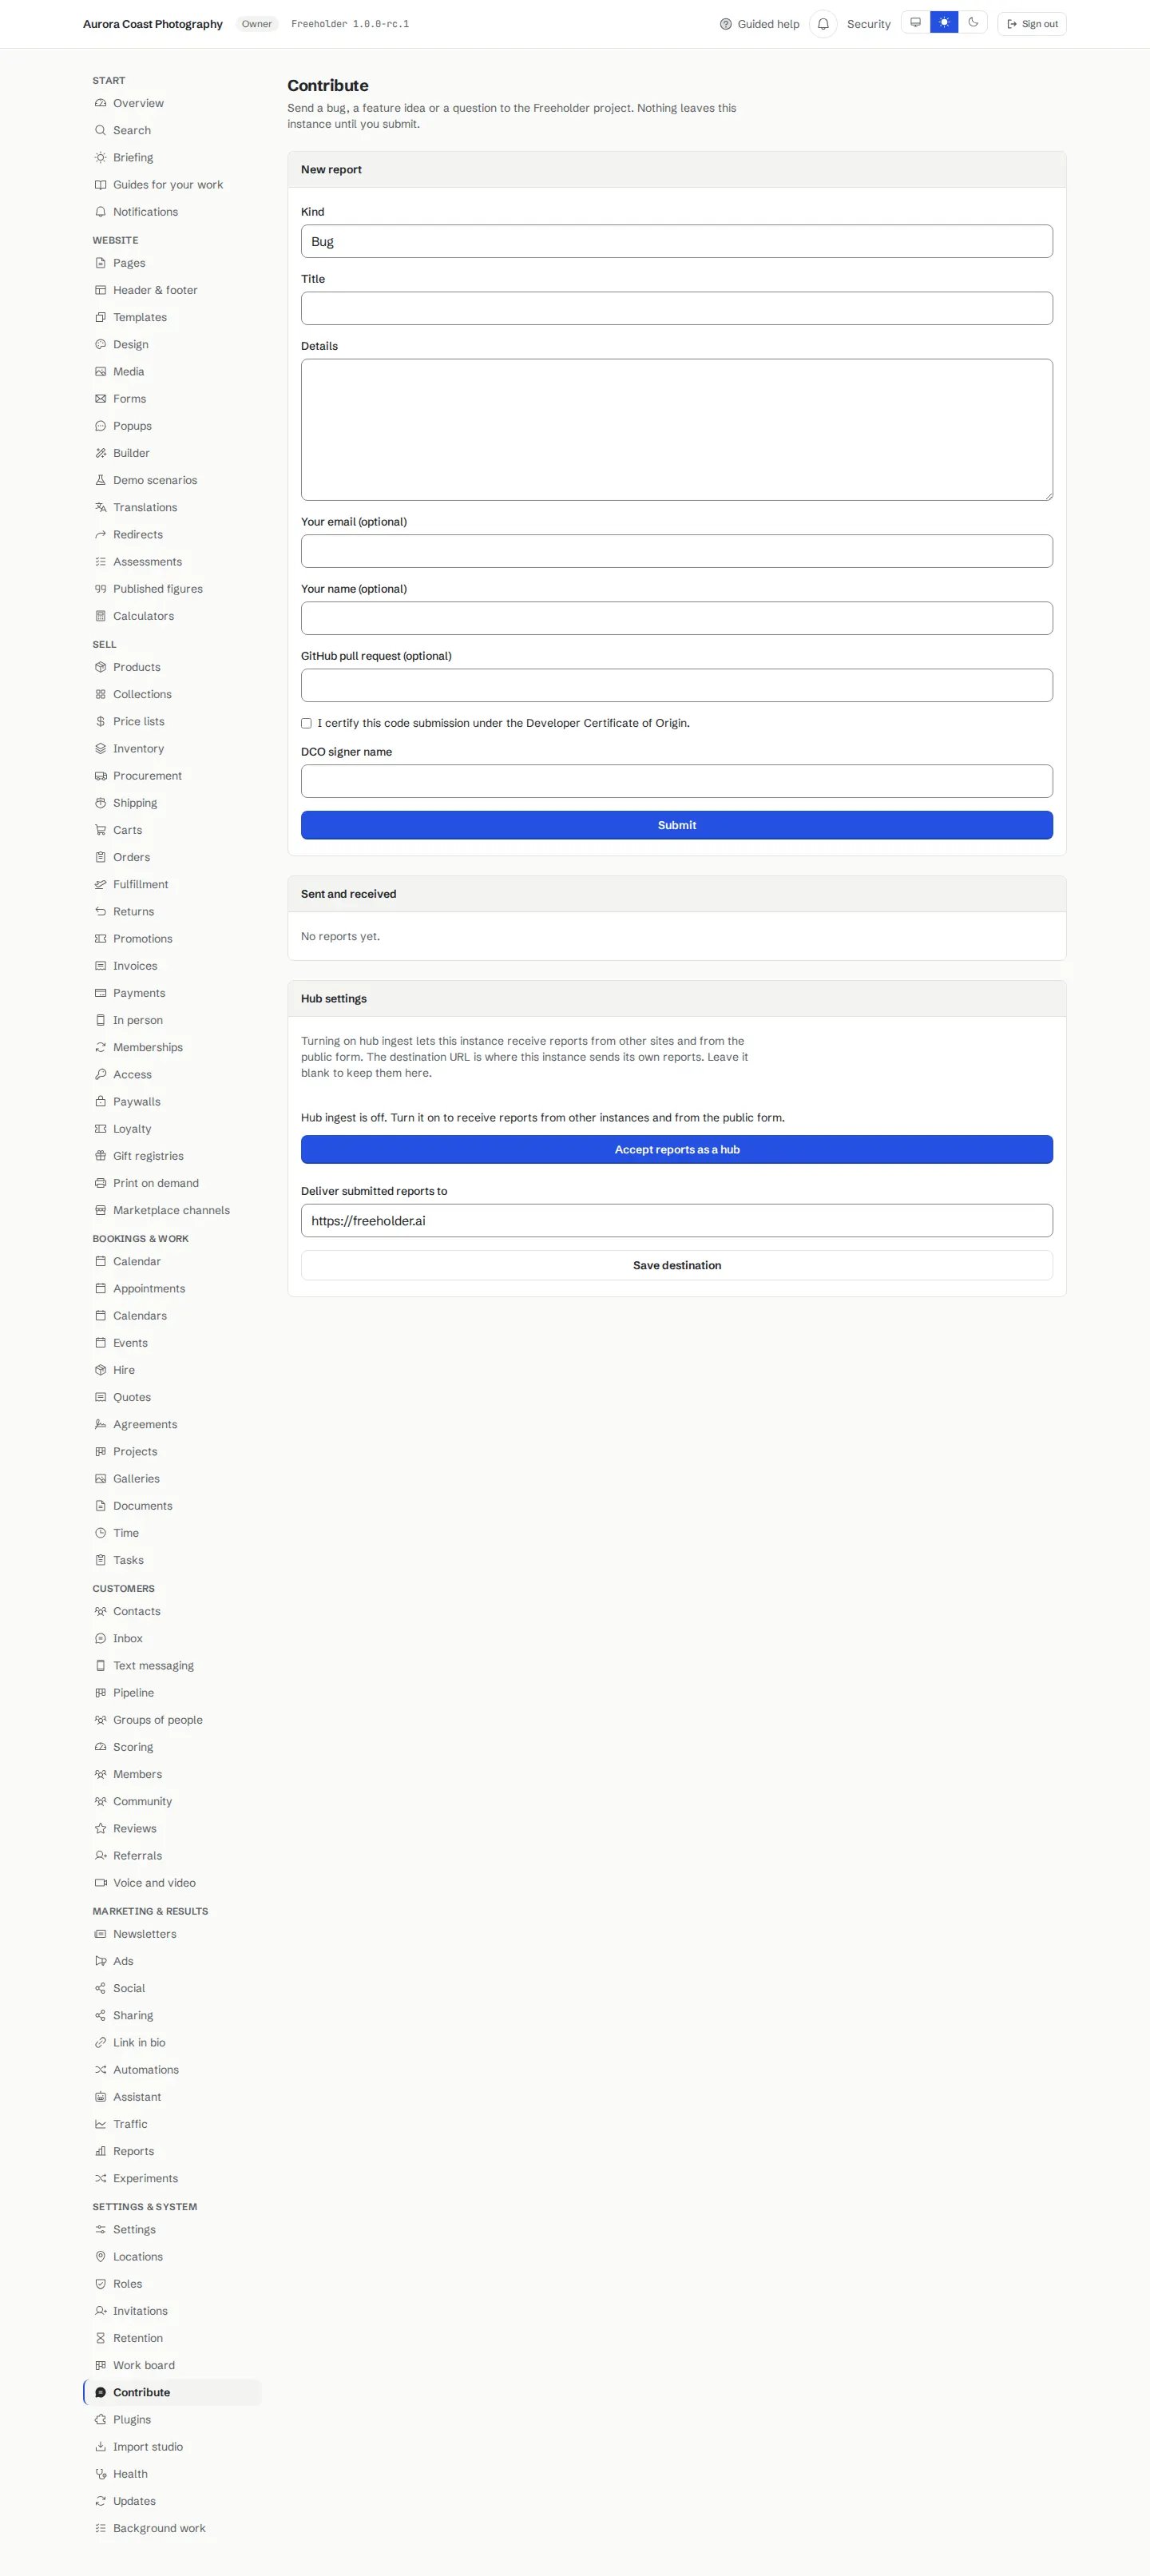 Aurora Coast Photography
Owner
Freeholder 1.0.0-rc.1
Guided help
Security
Sign out
START
Overview
Search
Briefing
Guides for your work
Notifications
WEBSITE
Pages
Header & footer
Templates
Design
Media
Forms
Popups
Builder
Demo scenarios
Translations
Redirects
Assessments
Published figures
Calculators
SELL
Products
Collections
Price lists
Inventory
Procurement
Shipping
Carts
Orders
Fulfillment
Returns
Promotions
Invoices
Payments
In person
Memberships
Access
Paywalls
Loyalty
Gift registries
Print on demand
Marketplace channels
BOOKINGS & WORK
Calendar
Appointments
Calendars
Events
Hire
Quotes
Agreements
Projects
Galleries
Documents
Time
Tasks
CUSTOMERS
Contacts
Inbox
Text messaging
Pipeline
Groups of people
Scoring
Members
Community
Reviews
Referrals
Voice and video
MARKETING & RESULTS
Newsletters
Ads
Social
Sharing
Link in bio
Automations
Assistant
Traffic
Reports
Experiments
SETTINGS & SYSTEM
Settings
Locations
Roles
Invitations
Retention
Work board
Contribute
Plugins
Import studio
Health
Updates
Background work
Contribute
Send a bug, a feature idea or a question to the Freeholder project. Nothing leaves this
instance until you submit.
New report
Kind
Bug
Title
Details
Your email (optional)
Your name (optional)
GitHub pull request (optional)
I certify this code submission under the Developer Certificate of Origin.
DCO signer name
Submit
Sent and received
No reports yet.
Hub settings
Turning on hub ingest lets this instance receive reports from other sites and from the
public form. The destination URL is where this instance sends its own reports. Leave it
blank to keep them here.
Hub ingest is off. Turn it on to receive reports from other instances and from the public form.
Accept reports as a hub
Deliver submitted reports to
https://freeholder.ai
Save destination